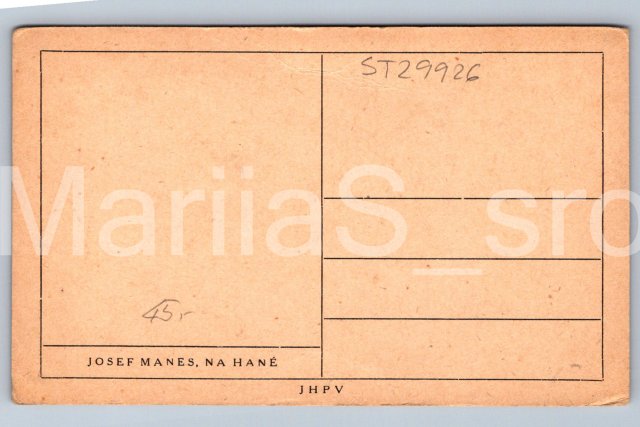 ST29926
MariiaS_sro
45,-
JOSEF MANES, NA HANÉ
JHPV